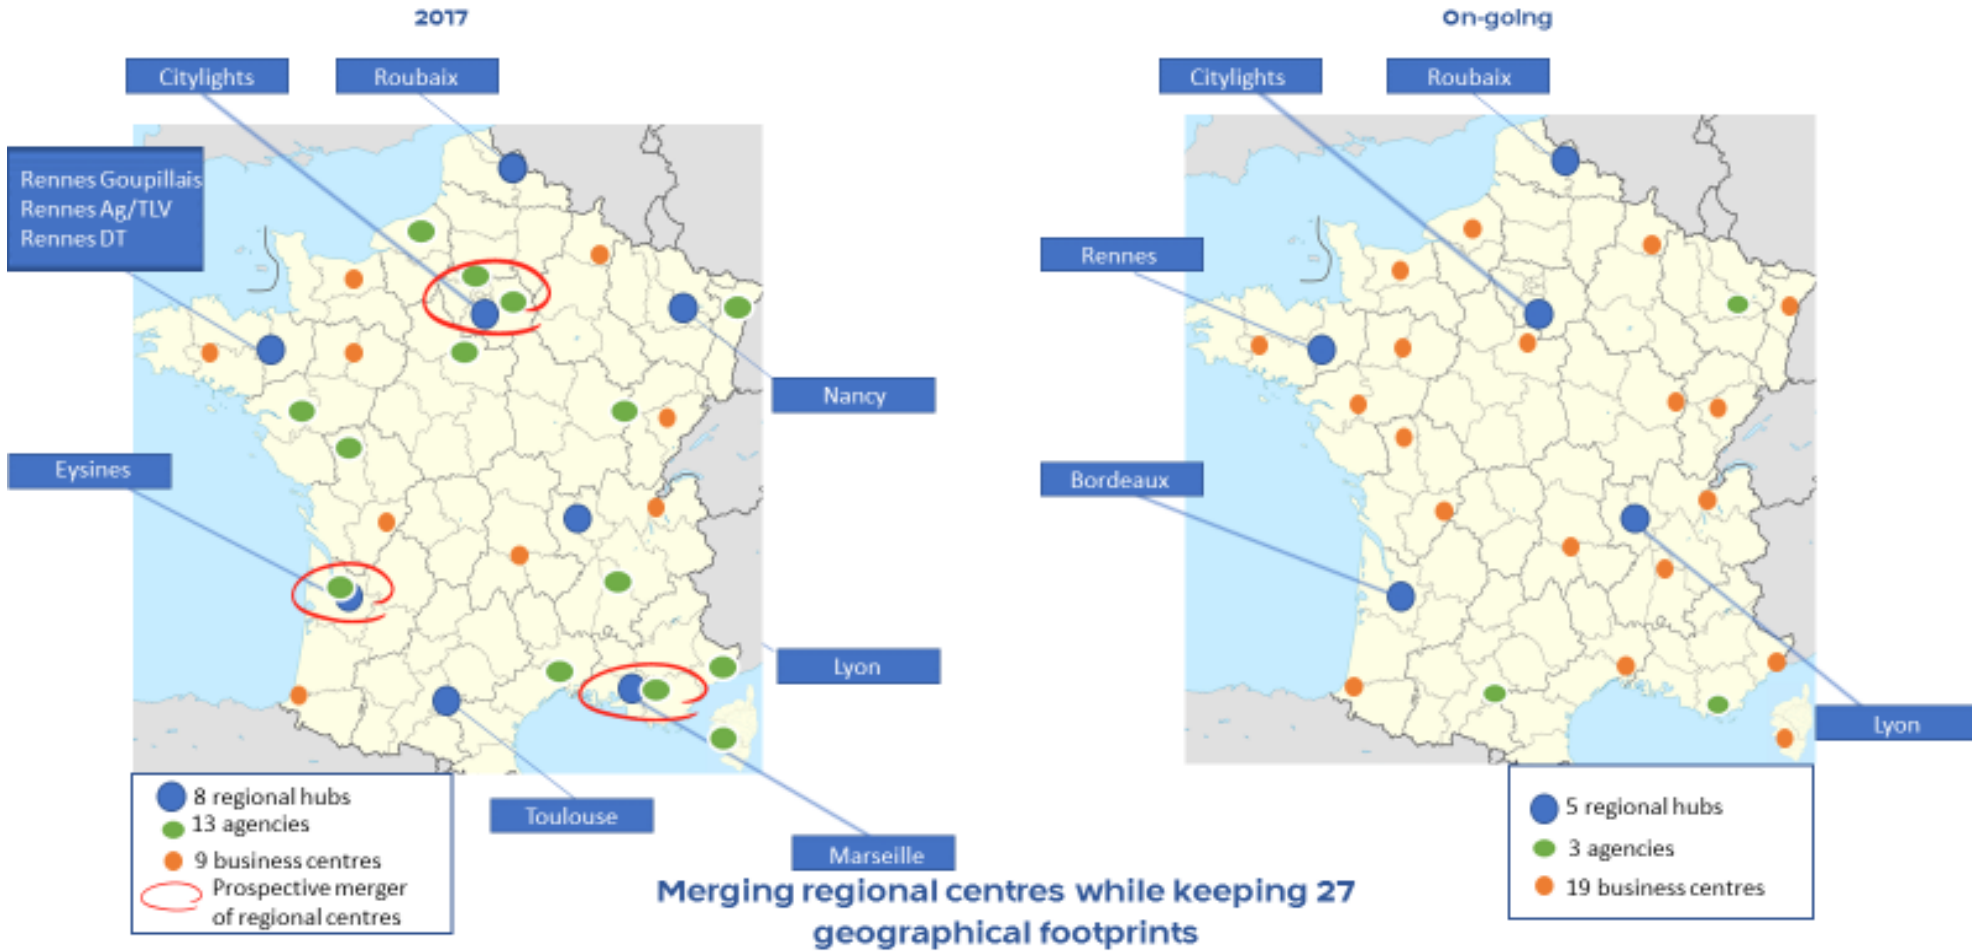 2017
On-going
Citylights
Roubaix
Rennes Goupillais
Rennes Ag/TLV
Rennes DT
Nancy
Eysines
Lyon
Toulouse
Marseille
8 regional hubs
13 agencies
9 business centres
Prospective merger
of regional centres
Citylights
Roubaix
Rennes
Bordeaux
Lyon
5 regional hubs
3 agencies
19 business centres
Merging regional centres while keeping 27
geographical footprints